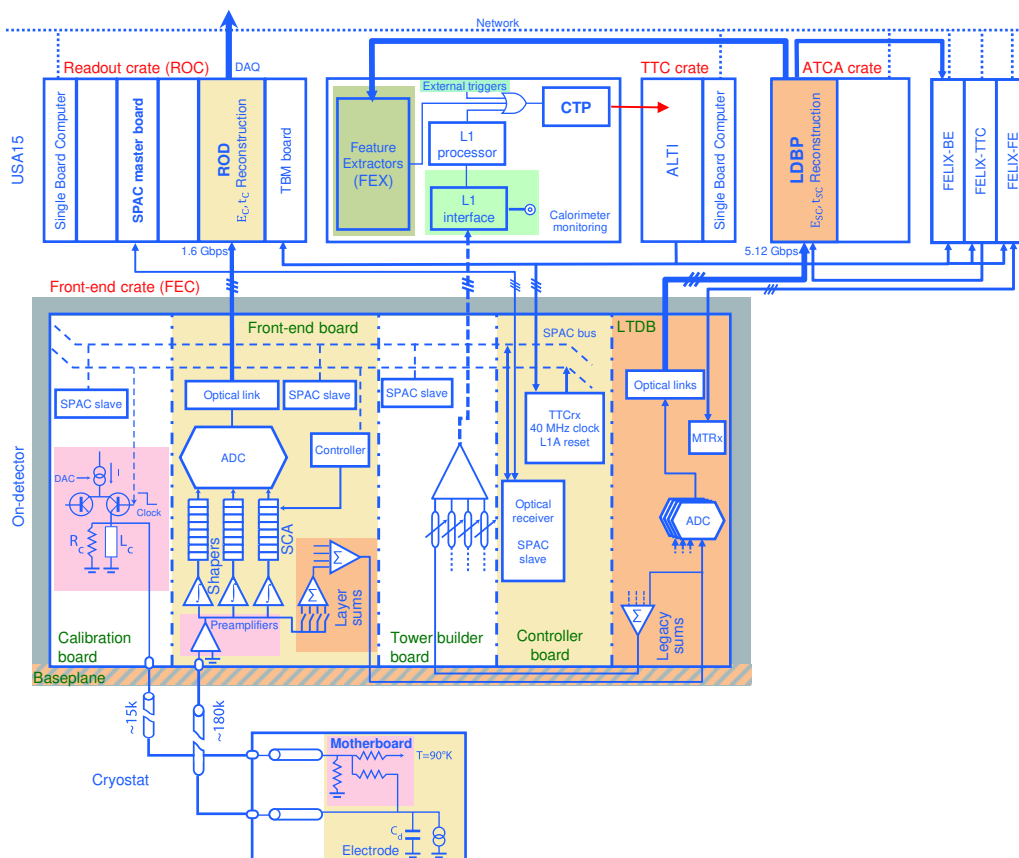 Network
USA15
Readout crate (ROC)
DAQ
TTC crate
ATCA crate
Single Board Computer
SPAC master board
ROD
E_C, t_C Reconstruction
TBM board
External triggers
Feature
Extractors
(FEX)
CTP
L1
processor
L1
interface
Calorimeter
monitoring
ALTI
Single Board Computer
LDBP
E_SC, t_SC Reconstruction
FELIX-BE
FELIX-TTC
FELIX-FE
1.6 Gbps
5.12 Gbps
Front-end crate (FEC)
On-detector
Front-end board
SPAC bus
LTDB
SPAC slave
Optical link
SPAC slave
SPAC slave
Optical links
TTCrx
40 MHz clock
L1A reset
MTRx
ADC
Controller
DAC
I
Clock
R_c
L_c
Shapers
SCA
Optical
receiver
SPAC
slave
ADC
Σ
Σ
Layer
sums
Σ
Legacy
sums
∫
∫
∫
Preamplifiers
Calibration
board
Tower builder
board
Controller
board
Baseplane
~15k
~180k
Cryostat
Motherboard
T=90°K
C_d
Electrode